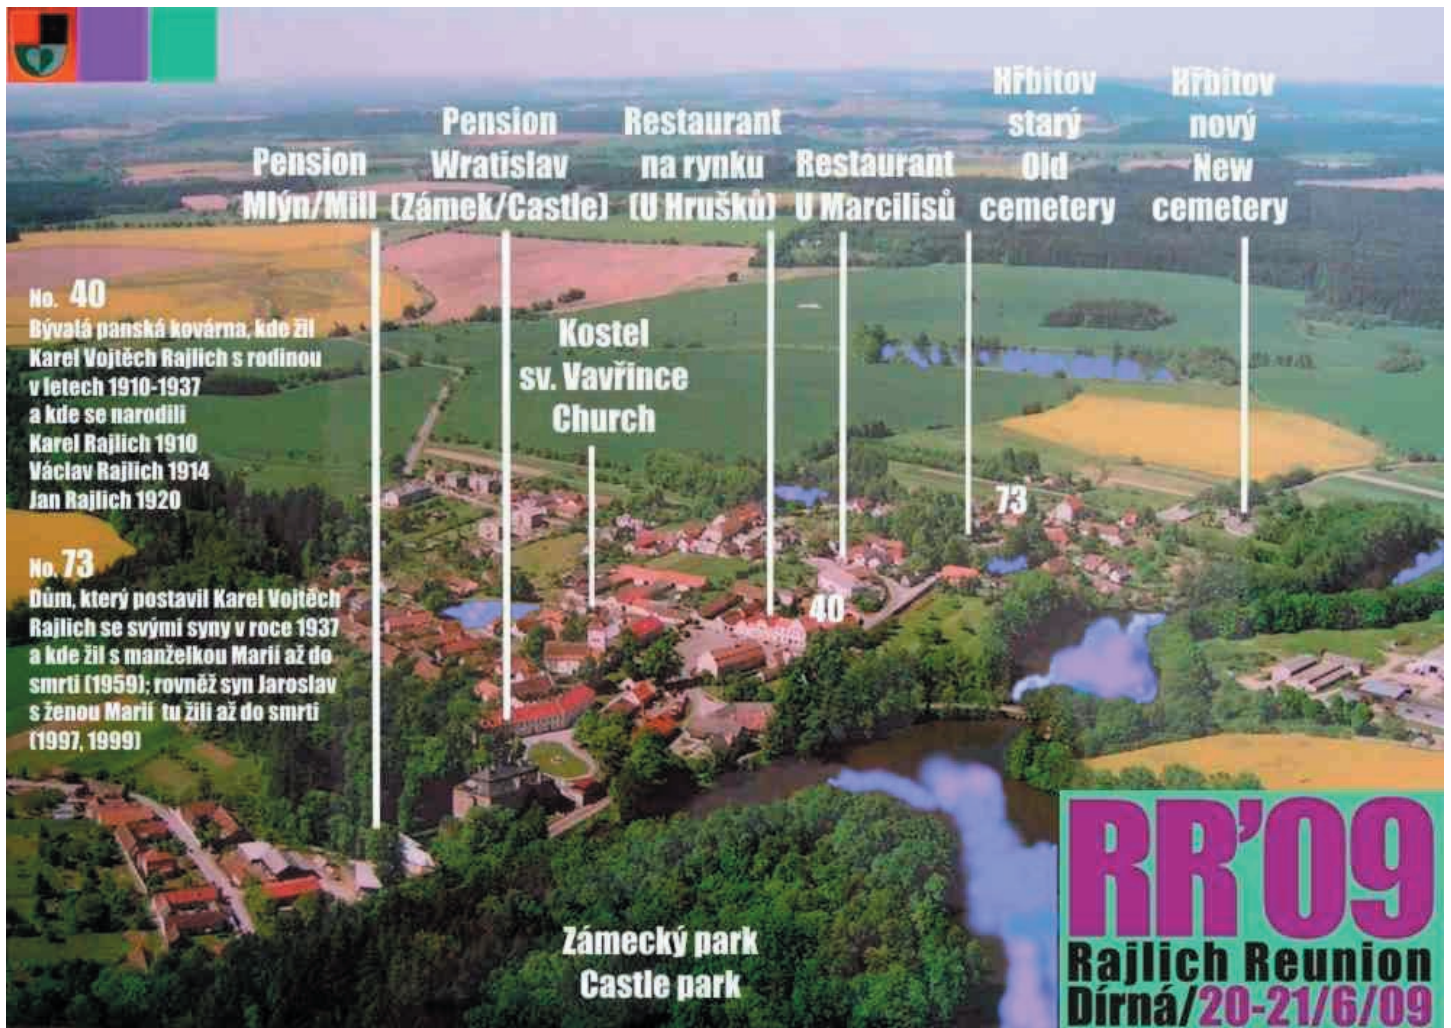 Pension
Mlýn/Mill
Pension
Wratislav
(Zámek/Castle)
Restaurant
na rynku
(U Hrušků)
Restaurant
U Marcilisů
Hřbitov
starý
Old
cemetery
Hřbitov
nový
New
cemetery
No. 40
Bývalá panská kovárna, kde žil
Karel Vojtěch Rajlich s rodinou
v letech 1910-1937
a kde se narodili
Karel Rajlich 1910
Václav Rajlich 1914
Jan Rajlich 1920
Kostel
sv. Vavřince
Church
73
40
No. 73
Dům, který postavil Karel Vojtěch
Rajlich se svými syny v roce 1937
a kde žil s manželkou Marií až do
smrti (1959); rovněž syn Jaroslav
s ženou Marií tu žili až do smrti
(1997, 1999)
Zámecký park
Castle park
RR'09
Rajlich Reunion
Dírná/20-21/6/09